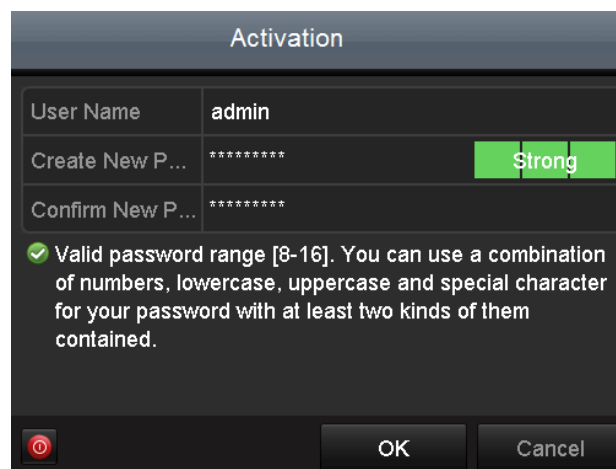 Activation
User Name admin
Create New P... ********* Strong
Confirm New P... *********
Valid password range [8-16]. You can use a combination
of numbers, lowercase, uppercase and special character
for your password with at least two kinds of them
contained.
OK Cancel